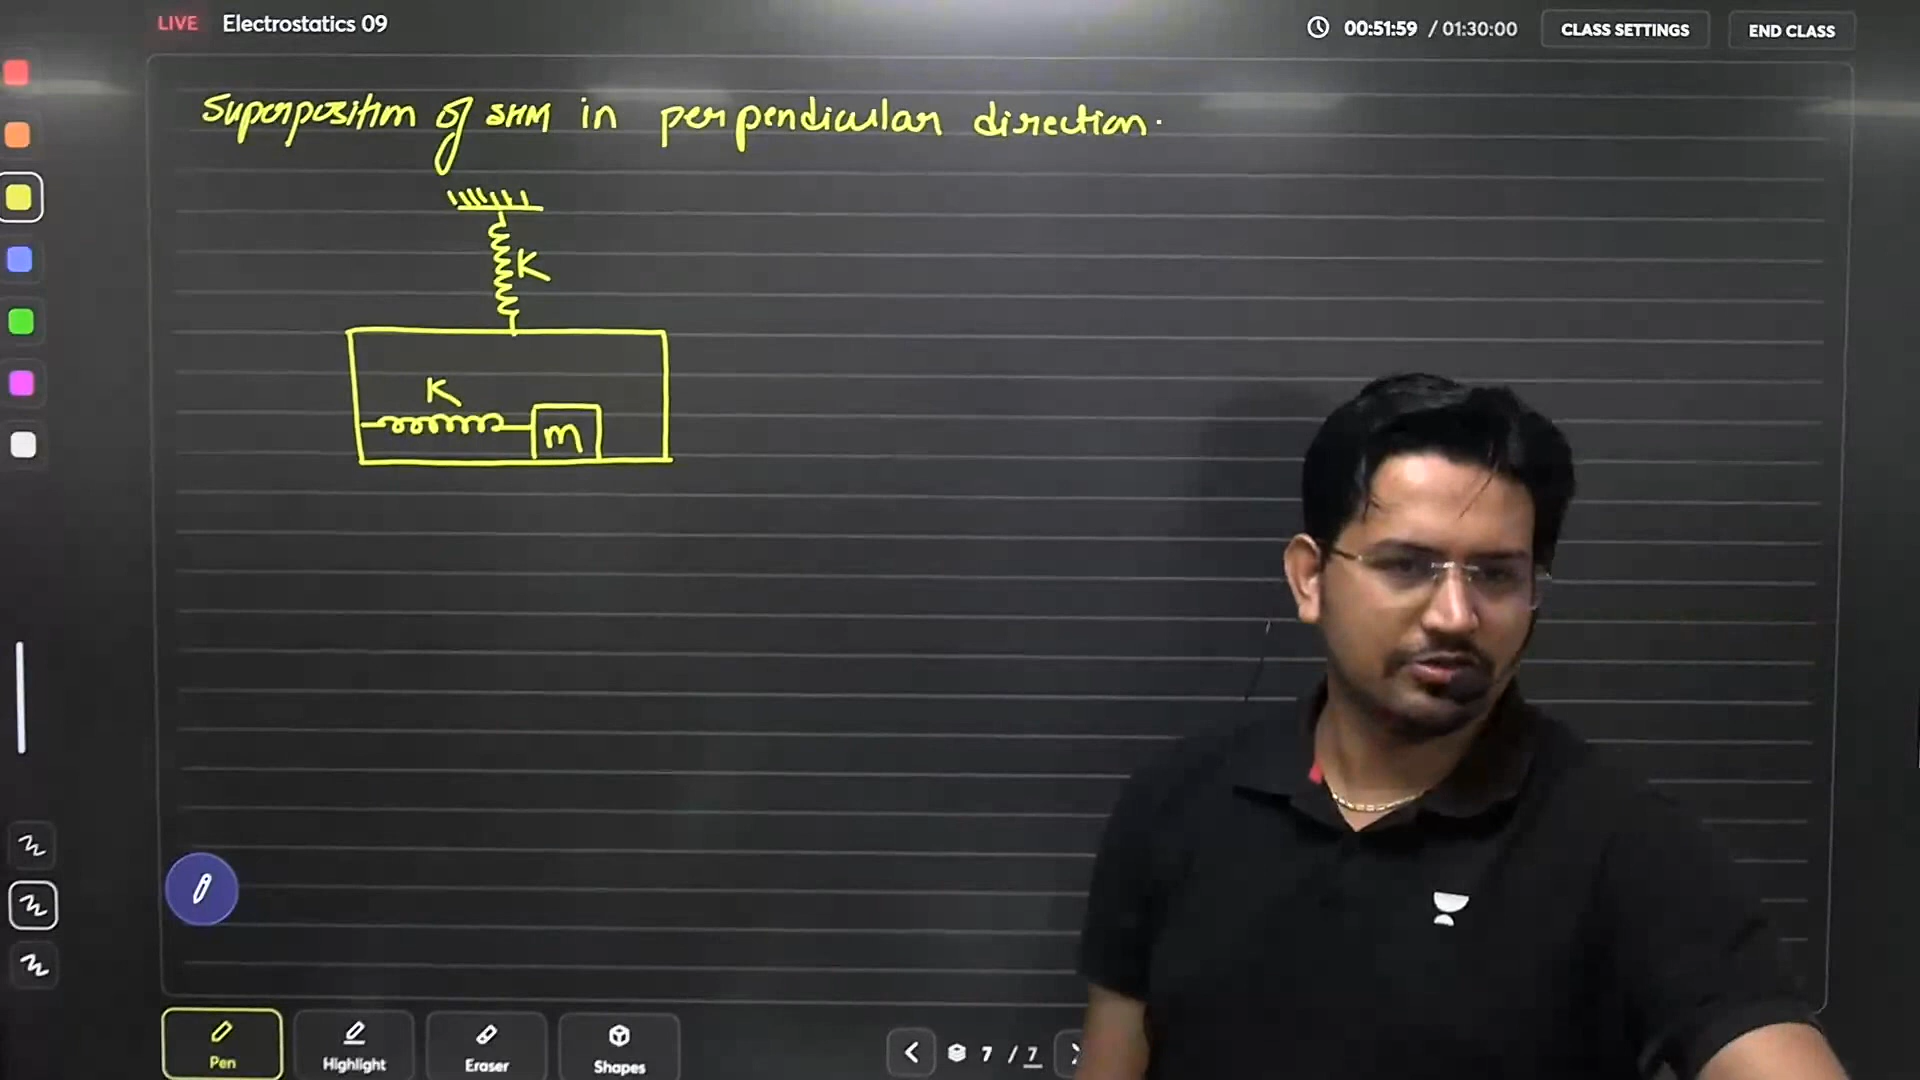 LIVE Electrostatics 09 00:51:59 / 01:30:00 CLASS SETTINGS END CLASS
Superposition of SHM in perpendicular direction.
K
K
m
Pen Highlight Eraser Shapes 7 / 7